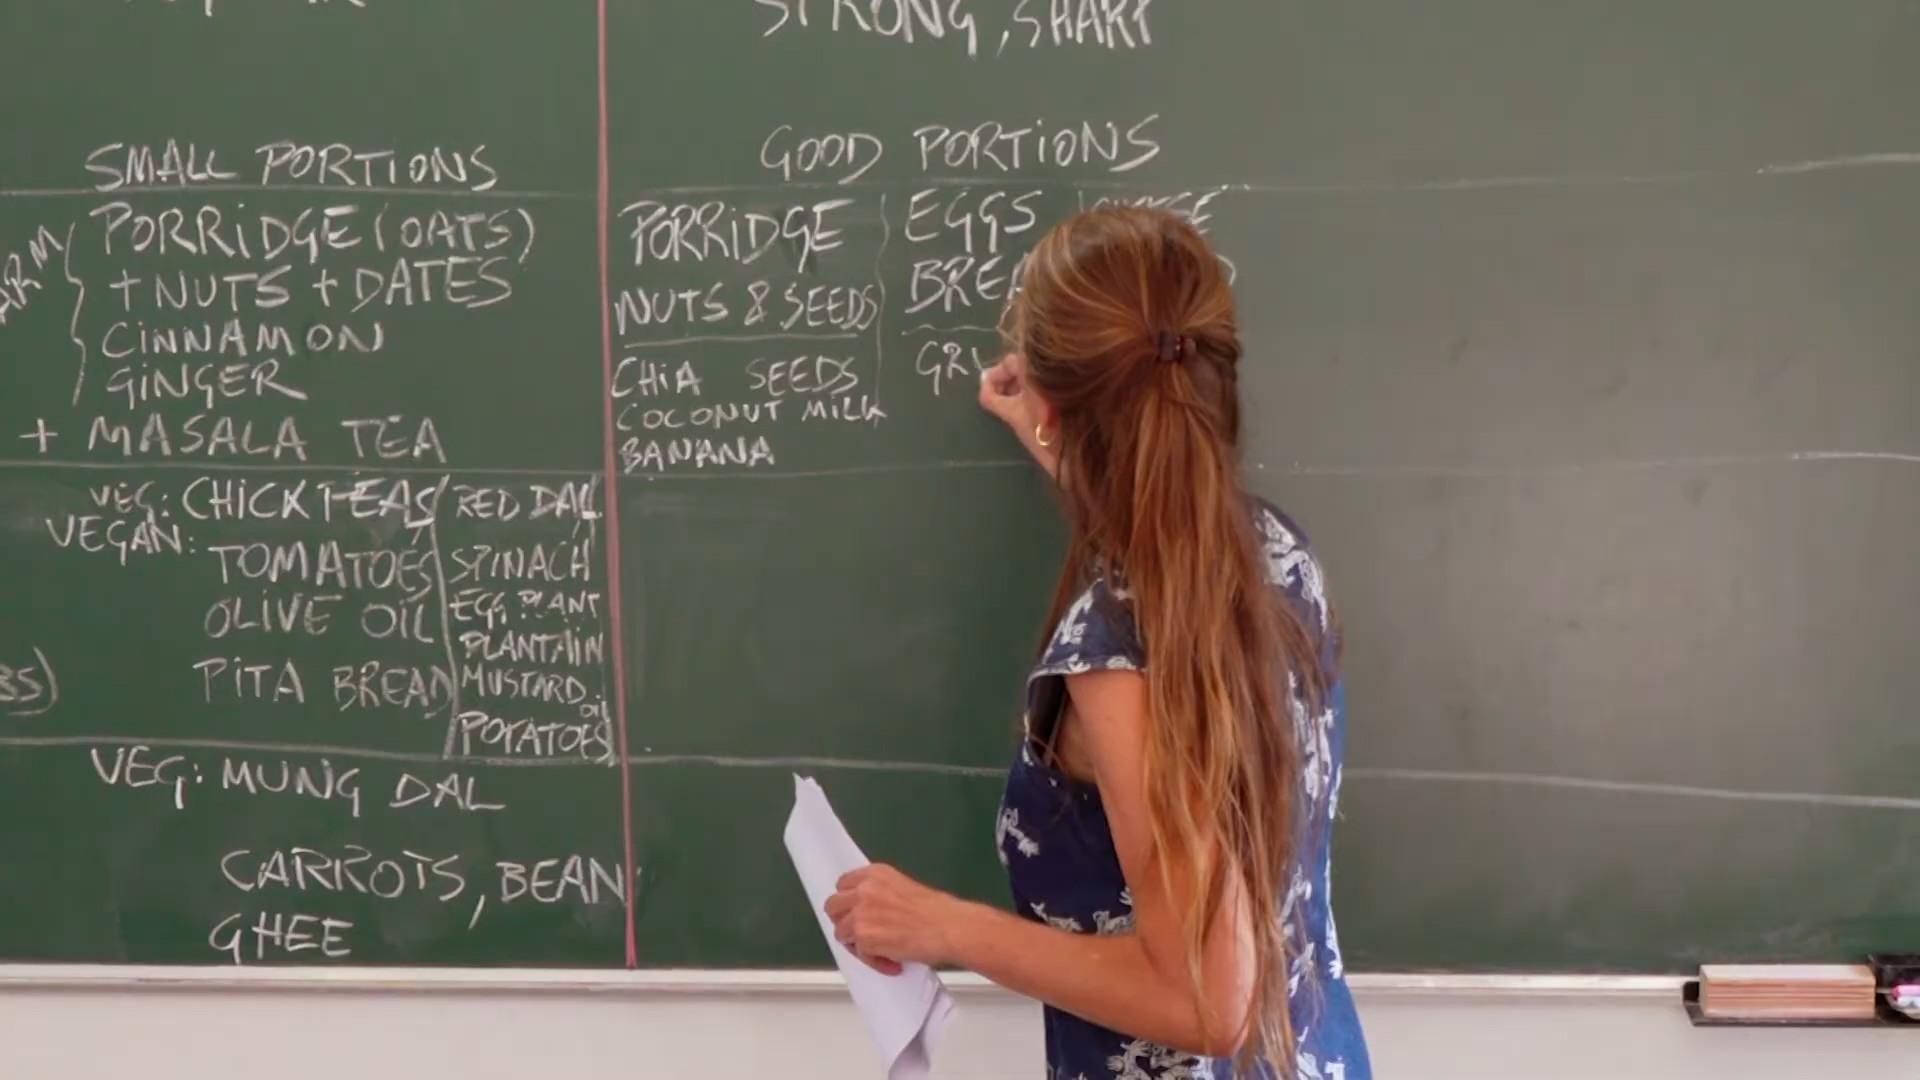 STRONG, SHARP
SMALL PORTIONS
PORRiDGE (OATS)
+ NUTS + DATES
CiNNAMON
GiNGER
+ MASALA TEA
VEG: CHICKPEAS
VEGAN:
TOMATOES
OLiVE OIL
PiTA BREAD
RED DAL
SPINACH
EGG PLANT
PLANTAIN
MUSTARD
oiL
POTATOES
VEG: MUNG DAL
CARROTS, BEAN
GHEE
GOOD PORTiONS
PORRiDGE
NUTS & SEEDS
CHiA SEEDS
COCONUT MiLK
BANANA
EGGS